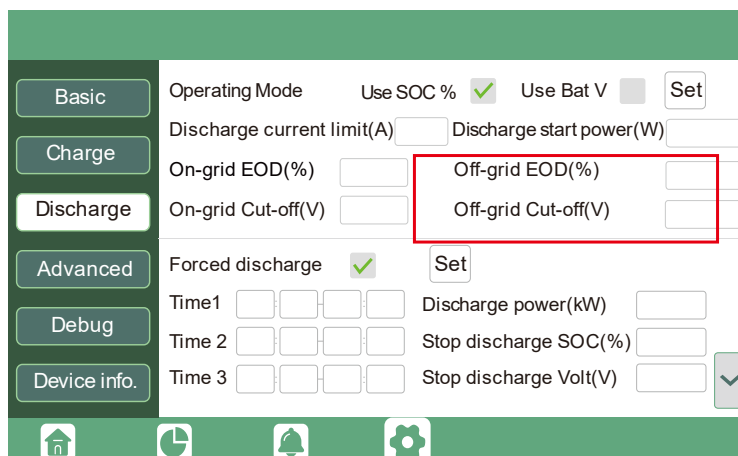 Basic
Charge
Discharge
Advanced
Debug
Device info.
Operating Mode Use SOC % Use Bat V Set
Discharge current limit(A) Discharge start power(W)
On-grid EOD(%) Off-grid EOD(%)
On-grid Cut-off(V) Off-grid Cut-off(V)
Forced discharge Set
Time1 : - : Discharge power(kW)
Time 2 : - : Stop discharge SOC(%)
Time 3 : - : Stop discharge Volt(V)